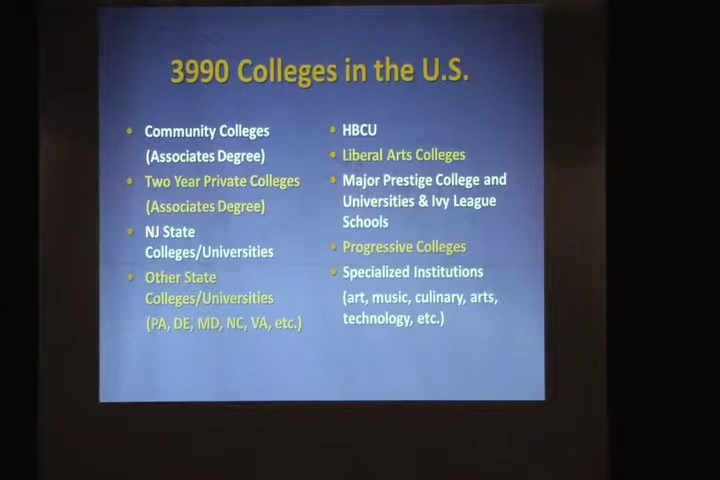 3990 Colleges in the U.S.
• Community Colleges
(Associates Degree)
• Two Year Private Colleges
(Associates Degree)
• NJ State
Colleges/Universities
• Other State
Colleges/Universities
(PA, DE, MD, NC, VA, etc.)
• HBCU
• Liberal Arts Colleges
• Major Prestige College and
Universities & Ivy League
Schools
• Progressive Colleges
• Specialized Institutions
(art, music, culinary, arts,
technology, etc.)